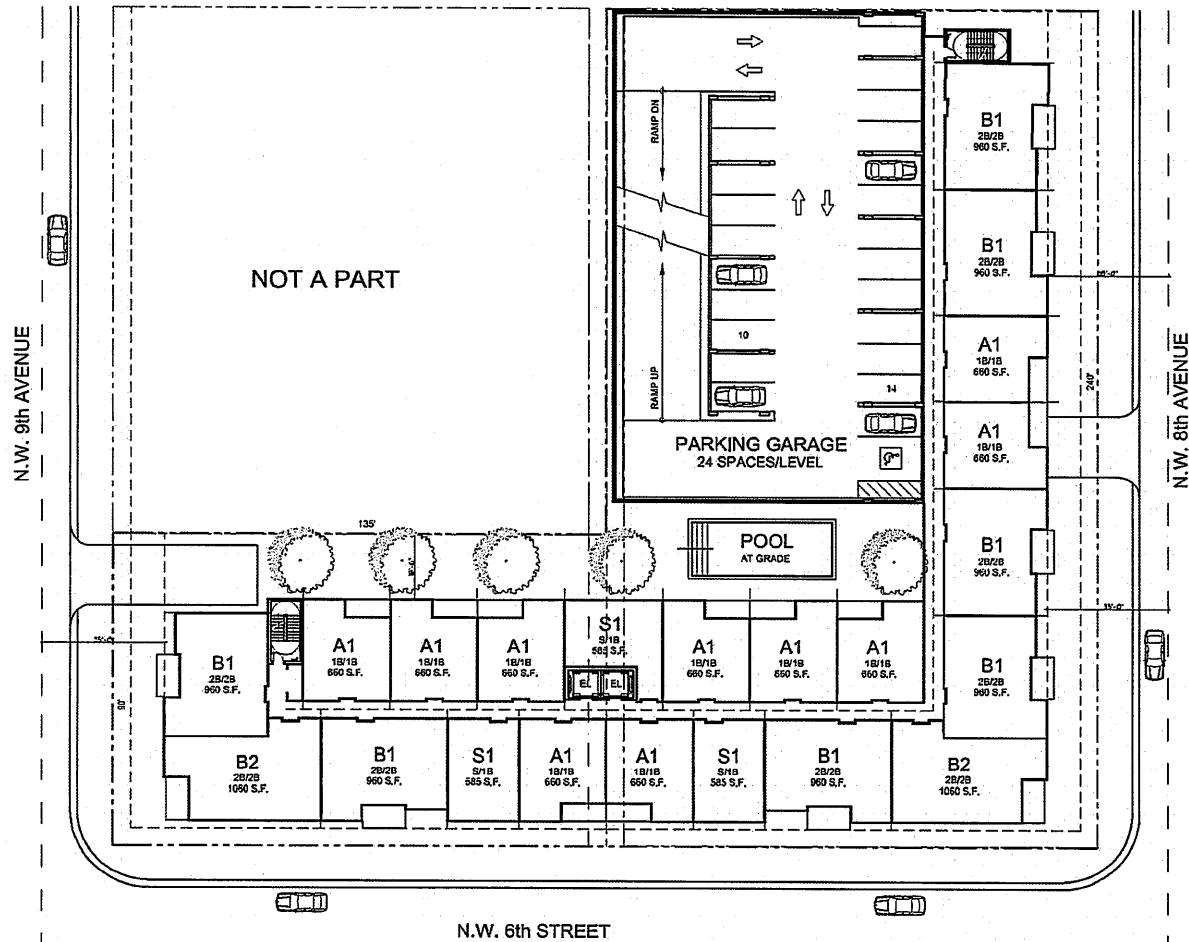 RAMP DN
B1
2B/2B
960 S.F.
B1
2B/2B
960 S.F.
NOT A PART
N.W. 9th AVENUE
10
RAMP UP
14
A1
1B/1B
660 S.F.
240'
N.W. 8th AVENUE
A1
1B/1B
660 S.F.
PARKING GARAGE
24 SPACES/LEVEL
135'
POOL
AT GRADE
B1
2B/2B
960 S.F.
15'-0"
B1
2B/2B
960 S.F.
A1
1B/1B
660 S.F.
A1
1B/1B
660 S.F.
A1
1B/1B
660 S.F.
S1
S/1B
585 S.F.
EL
EL
A1
1B/1B
660 S.F.
A1
1B/1B
660 S.F.
A1
1B/1B
660 S.F.
B1
2B/2B
960 S.F.
B2
2B/2B
1060 S.F.
B1
2B/2B
960 S.F.
S1
S/1B
585 S.F.
A1
1B/1B
660 S.F.
A1
1B/1B
660 S.F.
S1
S/1B
585 S.F.
B1
2B/2B
960 S.F.
B2
2B/2B
1060 S.F.
N.W. 6th STREET